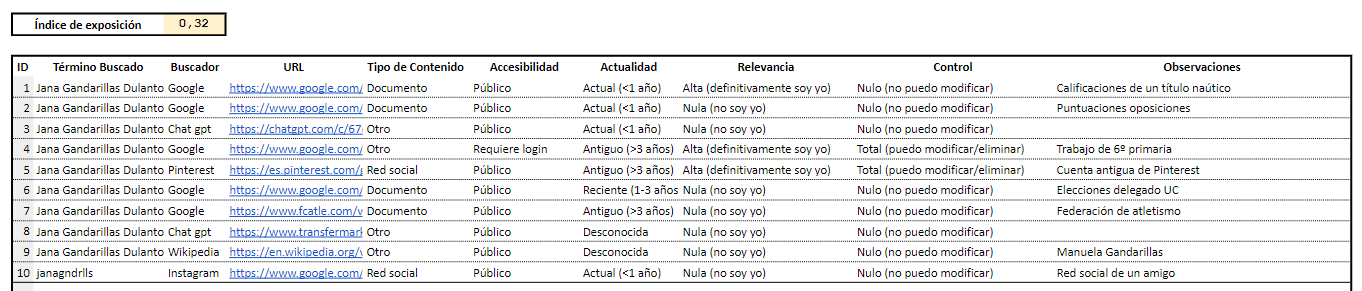 Índice de exposición 0,32
ID Término Buscado Buscador URL Tipo de Contenido Accesibilidad Actualidad Relevancia Control Observaciones
1 Jana Gandarillas Dulanto Google https://www.google.com/ Documento Público Actual (<1 año) Alta (definitivamente soy yo) Nulo (no puedo modificar) Calificaciones de un título naútico
2 Jana Gandarillas Dulanto Google https://www.google.com/ Documento Público Actual (<1 año) Nula (no soy yo) Nulo (no puedo modificar) Puntuaciones oposiciones
3 Jana Gandarillas Dulanto Chat gpt https://chatgpt.com/c/67 Otro Público Actual (<1 año) Nula (no soy yo) Nulo (no puedo modificar)
4 Jana Gandarillas Dulanto Google https://www.google.com/ Otro Requiere login Antiguo (>3 años) Alta (definitivamente soy yo) Total (puedo modificar/eliminar) Trabajo de 6º primaria
5 Jana Gandarillas Dulanto Pinterest https://es.pinterest.com/ Red social Público Antiguo (>3 años) Alta (definitivamente soy yo) Total (puedo modificar/eliminar) Cuenta antigua de Pinterest
6 Jana Gandarillas Dulanto Google https://www.google.com/ Documento Público Reciente (1-3 años Nula (no soy yo) Nulo (no puedo modificar) Elecciones delegado UC
7 Jana Gandarillas Dulanto Google https://www.fcatle.com/ Documento Público Antiguo (>3 años) Nula (no soy yo) Nulo (no puedo modificar) Federación de atletismo
8 Jana Gandarillas Dulanto Chat gpt https://www.transfermar Otro Público Desconocida Nula (no soy yo) Nulo (no puedo modificar)
9 Jana Gandarillas Dulanto Wikipedia https://en.wikipedia.org/ Otro Público Desconocida Nula (no soy yo) Nulo (no puedo modificar) Manuela Gandarillas
10 janagndrlls Instagram https://www.google.com/ Red social Público Actual (<1 año) Nula (no soy yo) Nulo (no puedo modificar) Red social de un amigo